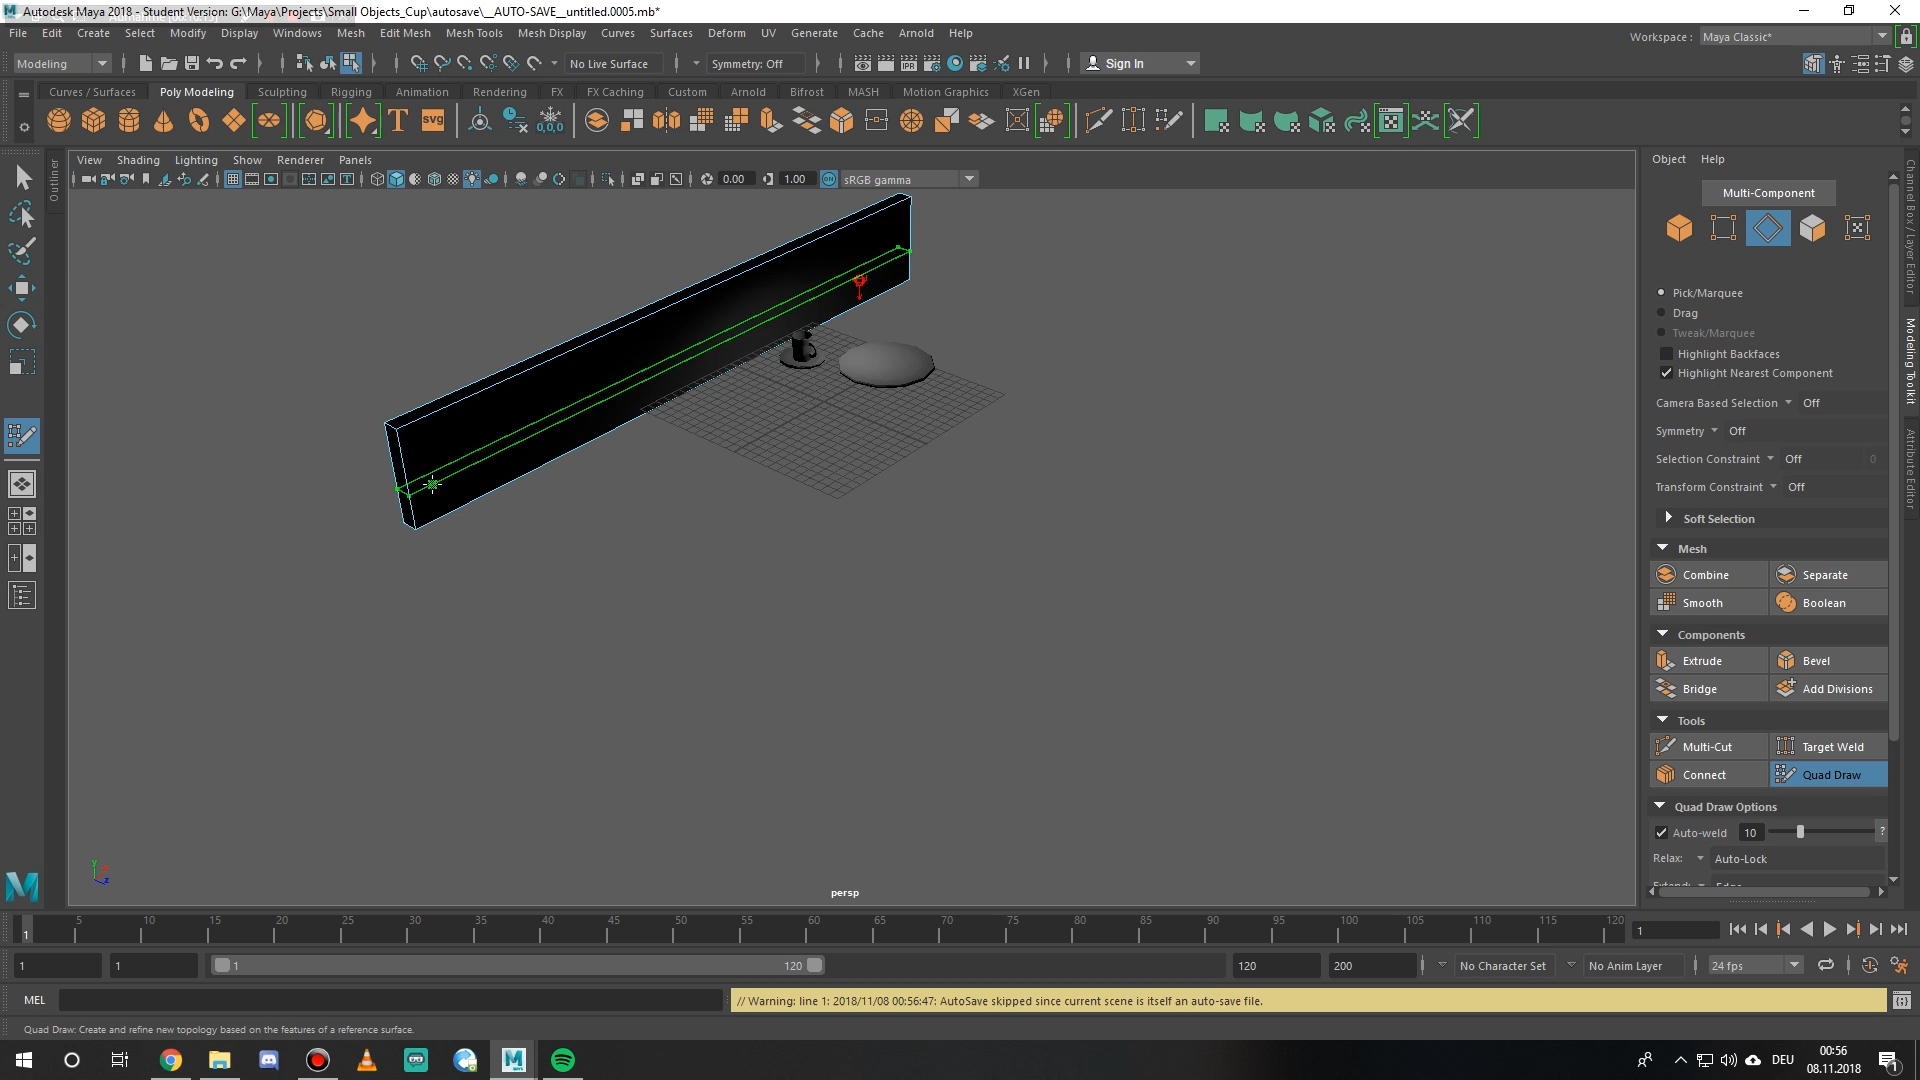 Autodesk Maya 2018 - Student Version: G:\Maya\Projects\Small Objects_Cup\autosave\__AUTO-SAVE__untitled.0005.mb*
File Edit Create Select Modify Display Windows Mesh Edit Mesh Mesh Tools Mesh Display Curves Surfaces Deform UV Generate Cache Arnold Help
Workspace : Maya Classic*
Modeling No Live Surface Symmetry: Off IPR Sign In
Curves / Surfaces Poly Modeling Sculpting Rigging Animation Rendering FX FX Caching Custom Arnold Bifrost MASH Motion Graphics XGen
T SVG 0,0,0
View Shading Lighting Show Renderer Panels
0.00 1.00 ON sRGB gamma
Outliner
Object Help
Multi-Component
Pick/Marquee
Drag
Tweak/Marquee
Highlight Backfaces
Highlight Nearest Component
Camera Based Selection Off
Symmetry Off
Selection Constraint Off 0
Transform Constraint Off
Soft Selection
Mesh
Combine Separate
Smooth Boolean
Components
Extrude Bevel
Bridge Add Divisions
Tools
Multi-Cut Target Weld
Connect Quad Draw
Quad Draw Options
Auto-weld 10 ?
Relax: Auto-Lock
Channel Box / Layer Editor
Modeling Toolkit
Attribute Editor
y
z
persp
1 5 10 15 20 25 30 35 40 45 50 55 60 65 70 75 80 85 90 95 100 105 110 115 120 1
1 1 1 120 120 200 No Character Set No Anim Layer 24 fps
MEL // Warning: line 1: 2018/11/08 00:56:47: AutoSave skipped since current scene is itself an auto-save file.
Quad Draw: Create and refine new topology based on the features of a reference surface.
DEU 00:56
08.11.2018
1